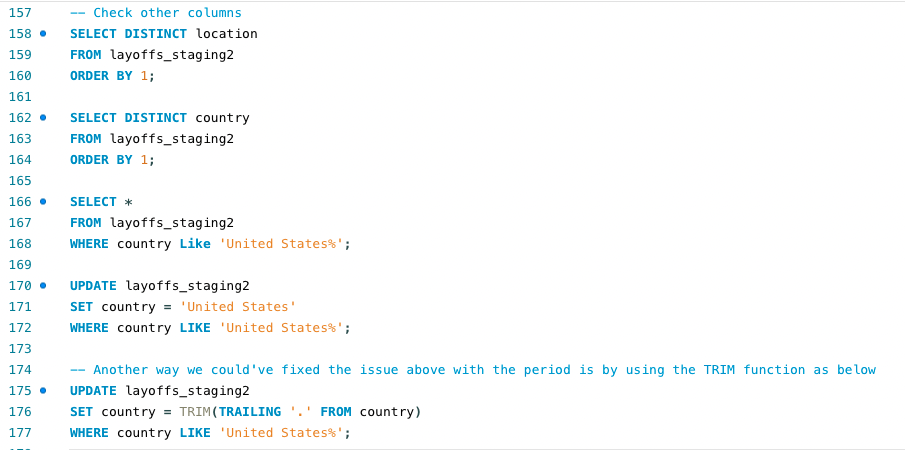 157 -- Check other columns
158 SELECT DISTINCT location
159 FROM layoffs_staging2
160 ORDER BY 1;
161
162 SELECT DISTINCT country
163 FROM layoffs_staging2
164 ORDER BY 1;
165
166 SELECT *
167 FROM layoffs_staging2
168 WHERE country Like 'United States%';
169
170 UPDATE layoffs_staging2
171 SET country = 'United States'
172 WHERE country LIKE 'United States%';
173
174 -- Another way we could've fixed the issue above with the period is by using the TRIM function as below
175 UPDATE layoffs_staging2
176 SET country = TRIM(TRAILING '.' FROM country)
177 WHERE country LIKE 'United States%';